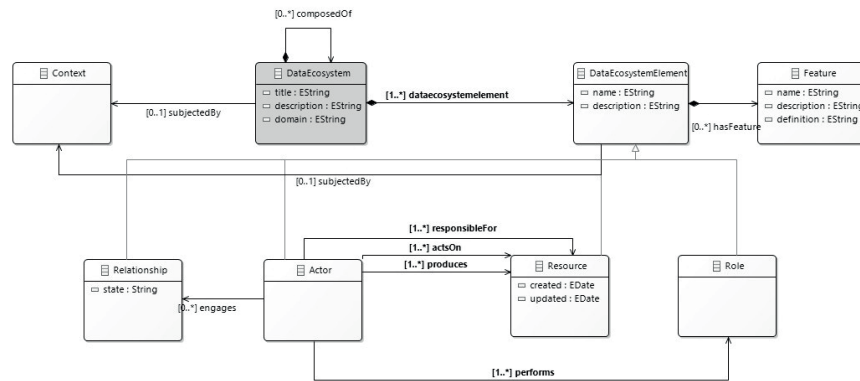 [0..*] composedOf
Context
DataEcosystem
title : EString
description : EString
domain : EString
DataEcosystemElement
name : EString
description : EString
Feature
name : EString
description : EString
definition : EString
[1..*] dataecosystemelement
[0..1] subjectedBy
[0..*] hasFeature
[0..1] subjectedBy
[1..*] responsibleFor
[1..*] actsOn
[1..*] produces
Relationship
state : String
Actor
Resource
created : EDate
updated : EDate
Role
[0..*] engages
[1..*] performs